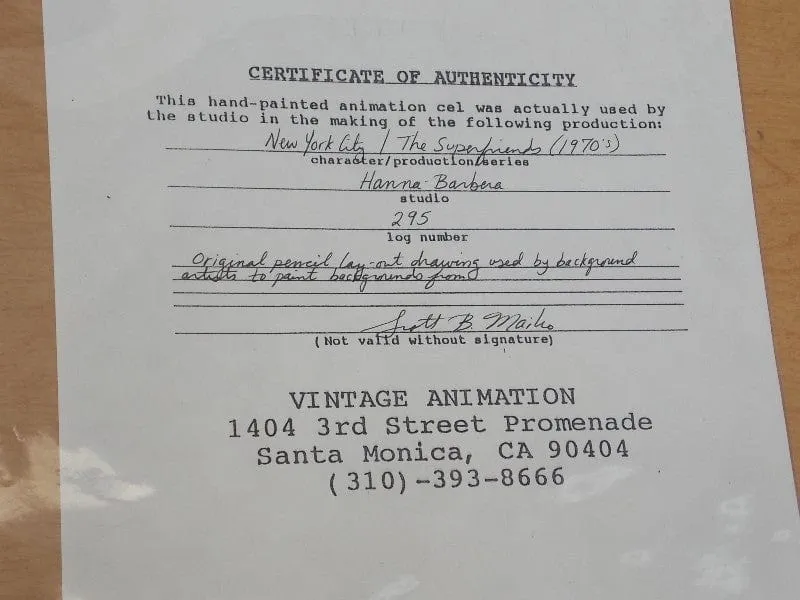 CERTIFICATE OF AUTHENTICITY
This hand-painted animation cel was actually used by
the studio in the making of the following production:
New York City / The Superfriends (1970's)
character/production/series
Hanna-Barbera
studio
295
log number
Original pencil lay-out drawing used by background
artists to paint backgrounds from
Scott B. Maiko
(Not valid without signature)
VINTAGE ANIMATION
1404 3rd Street Promenade
Santa Monica, CA 90404
(310)-393-8666